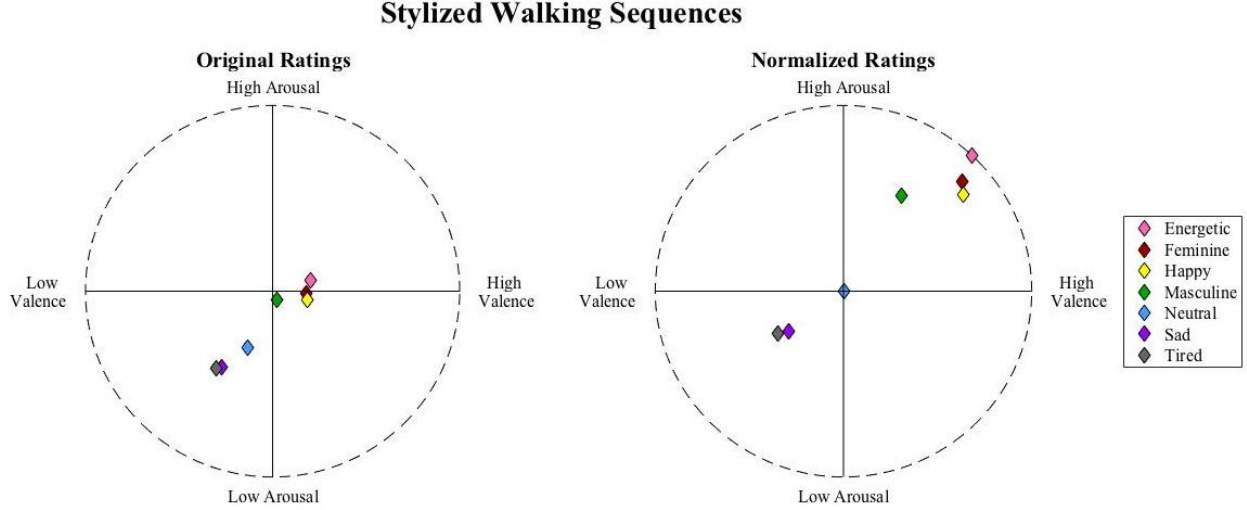 Stylized Walking Sequences
Original Ratings
High Arousal
Low
Valence
High
Valence
Low Arousal
Normalized Ratings
High Arousal
Low
Valence
High
Valence
Low Arousal
Energetic
Feminine
Happy
Masculine
Neutral
Sad
Tired